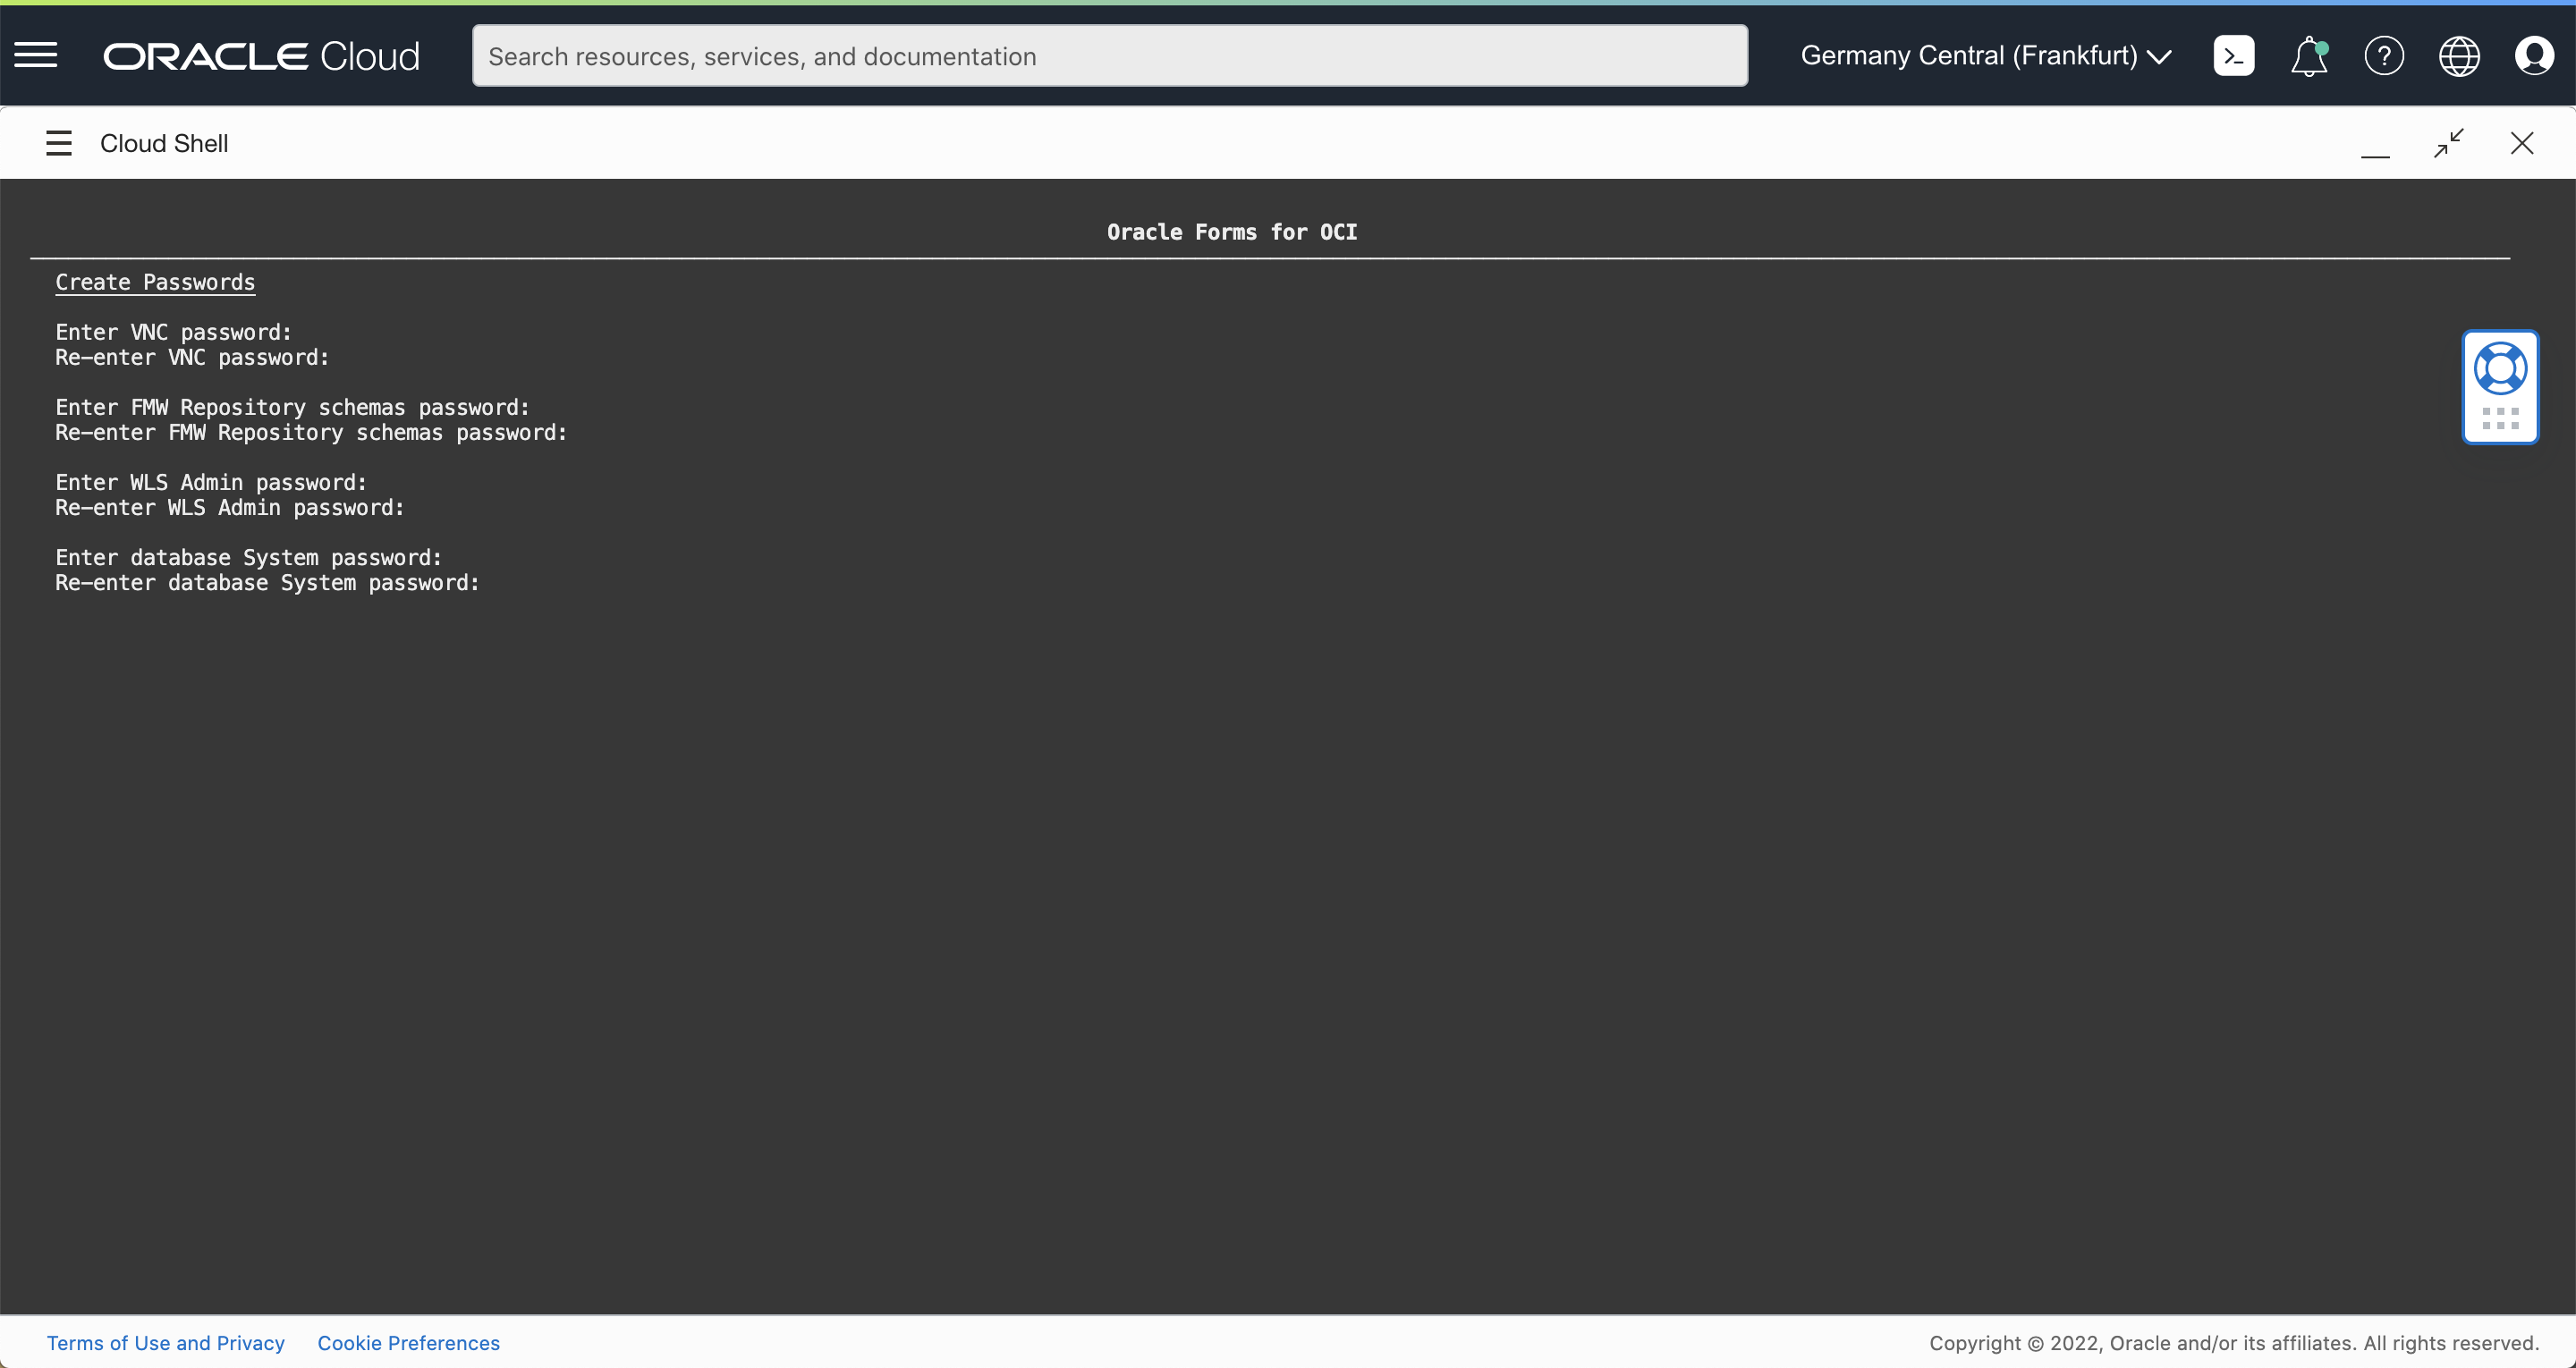 ORACLE Cloud
Search resources, services, and documentation
Germany Central (Frankfurt)
Cloud Shell
Oracle Forms for OCI
Create Passwords
Enter VNC password:
Re-enter VNC password:
Enter FMW Repository schemas password:
Re-enter FMW Repository schemas password:
Enter WLS Admin password:
Re-enter WLS Admin password:
Enter database System password:
Re-enter database System password:
Terms of Use and Privacy
Cookie Preferences
Copyright © 2022, Oracle and/or its affiliates. All rights reserved.